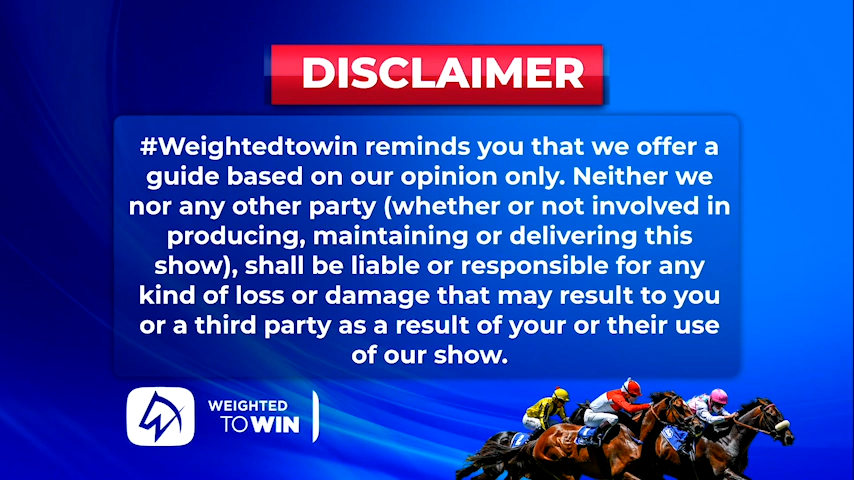 DISCLAIMER
#Weightedtowin reminds you that we offer a
guide based on our opinion only. Neither we
nor any other party (whether or not involved in
producing, maintaining or delivering this
show), shall be liable or responsible for any
kind of loss or damage that may result to you
or a third party as a result of your or their use
of our show.
WEIGHTED
TO WIN